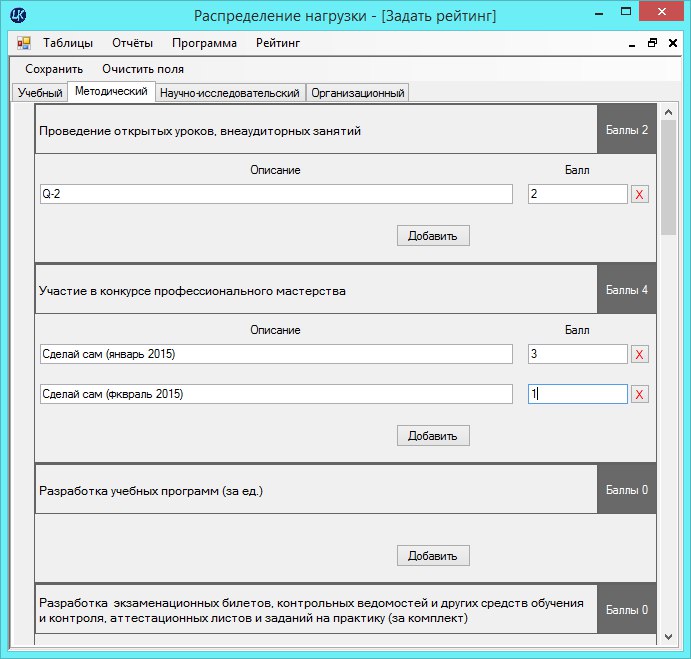 LK
Распределение нагрузки - [Задать рейтинг]
Таблицы Отчёты Программа Рейтинг
Сохранить Очистить поля
Учебный Методический Научно-исследовательский Организационный
Проведение открытых уроков, внеаудиторных занятий Баллы 2
Описание Балл
Q-2 2 X
Добавить
Участие в конкурсе профессионального мастерства Баллы 4
Описание Балл
Сделай сам (январь 2015) 3 X
Сделай сам (фквраль 2015) 1 X
Добавить
Разработка учебных программ (за ед.) Баллы 0
Добавить
Разработка экзаменационных билетов, контрольных ведомостей и других средств обучения
и контроля, аттестационных листов и заданий на практику (за комплект) Баллы 0